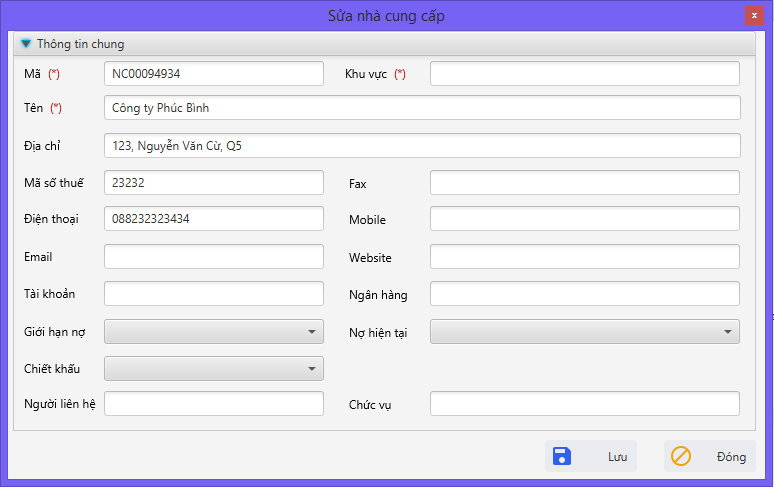 Sửa nhà cung cấp
x
Thông tin chung
Mã (*) NC00094934 Khu vực (*)
Tên (*) Công ty Phúc Bình
Địa chỉ 123, Nguyễn Văn Cừ, Q5
Mã số thuế 23232 Fax
Điện thoại 088232323434 Mobile
Email Website
Tài khoản Ngân hàng
Giới hạn nợ Nợ hiện tại
Chiết khấu
Người liên hệ Chức vụ
Lưu Đóng